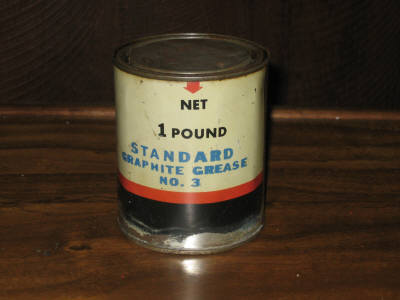 NET
1 POUND
STANDARD
GRAPHITE GREASE
NO. 3